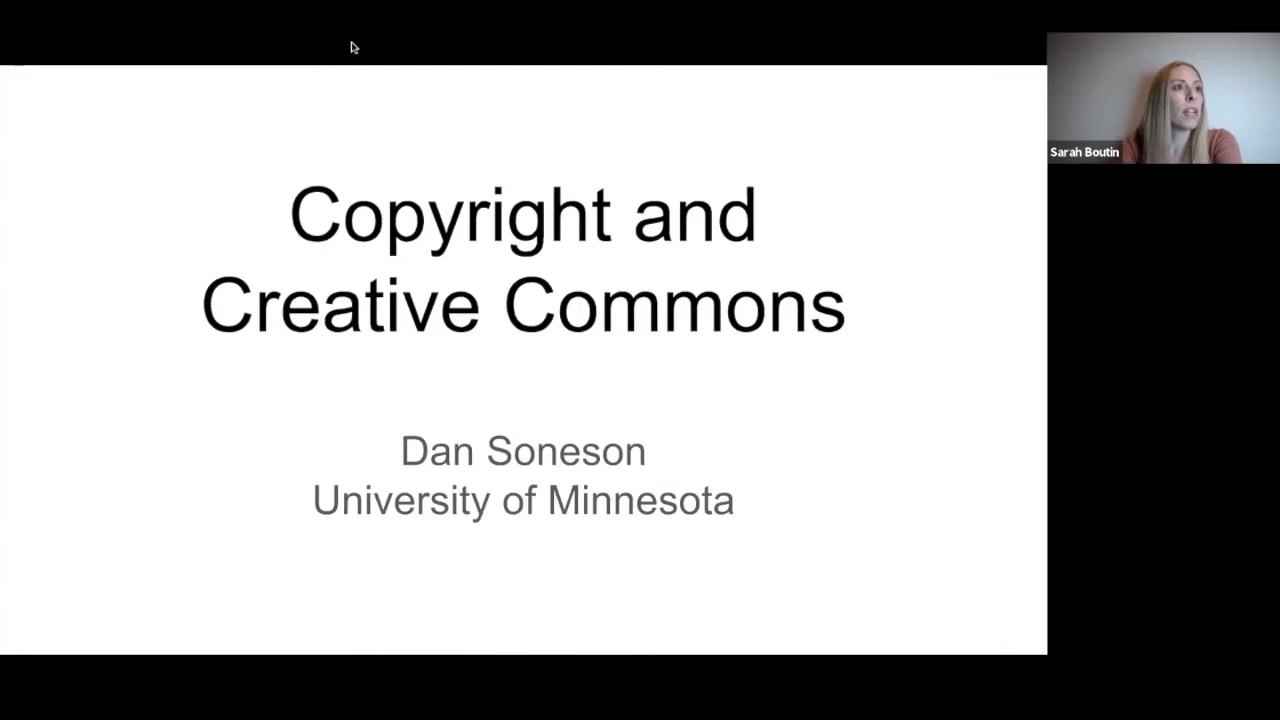 Copyright and
Creative Commons
Dan Soneson
University of Minnesota
Sarah Boutin